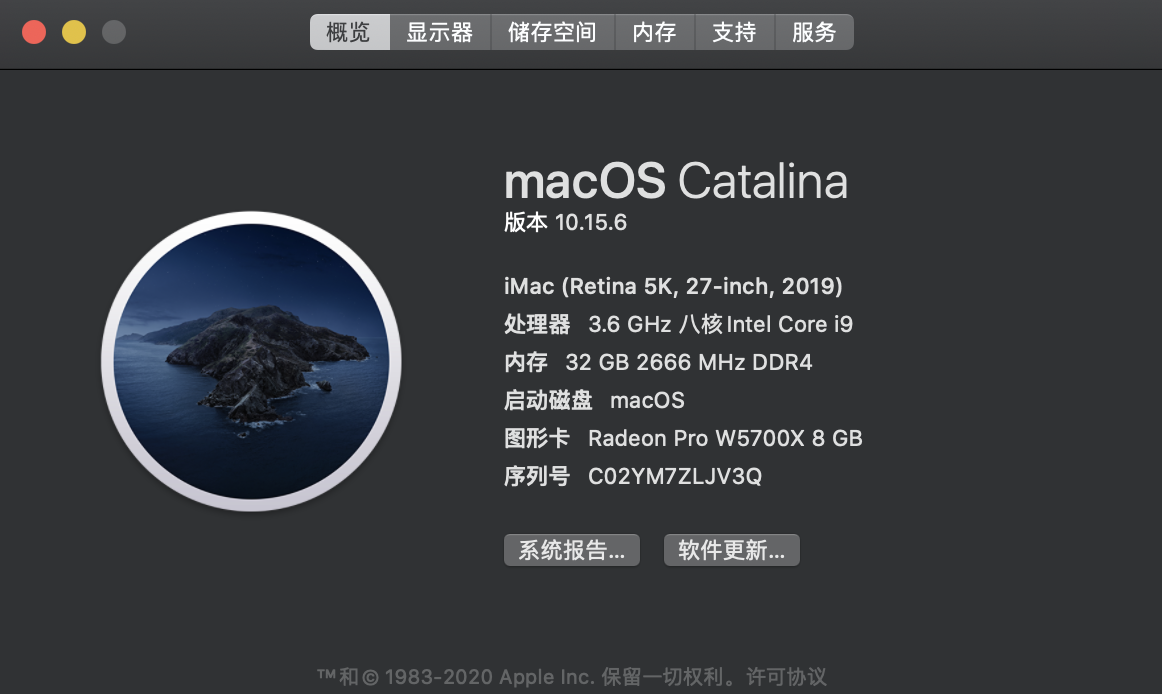 概览 显示器 储存空间 内存 支持 服务
macOS Catalina
版本 10.15.6
iMac (Retina 5K, 27-inch, 2019)
处理器 3.6 GHz 八核Intel Core i9
内存 32 GB 2666 MHz DDR4
启动磁盘 macOS
图形卡 Radeon Pro W5700X 8 GB
序列号 C02YM7ZLJV3Q
系统报告... 软件更新...
™和© 1983-2020 Apple Inc. 保留一切权利。许可协议